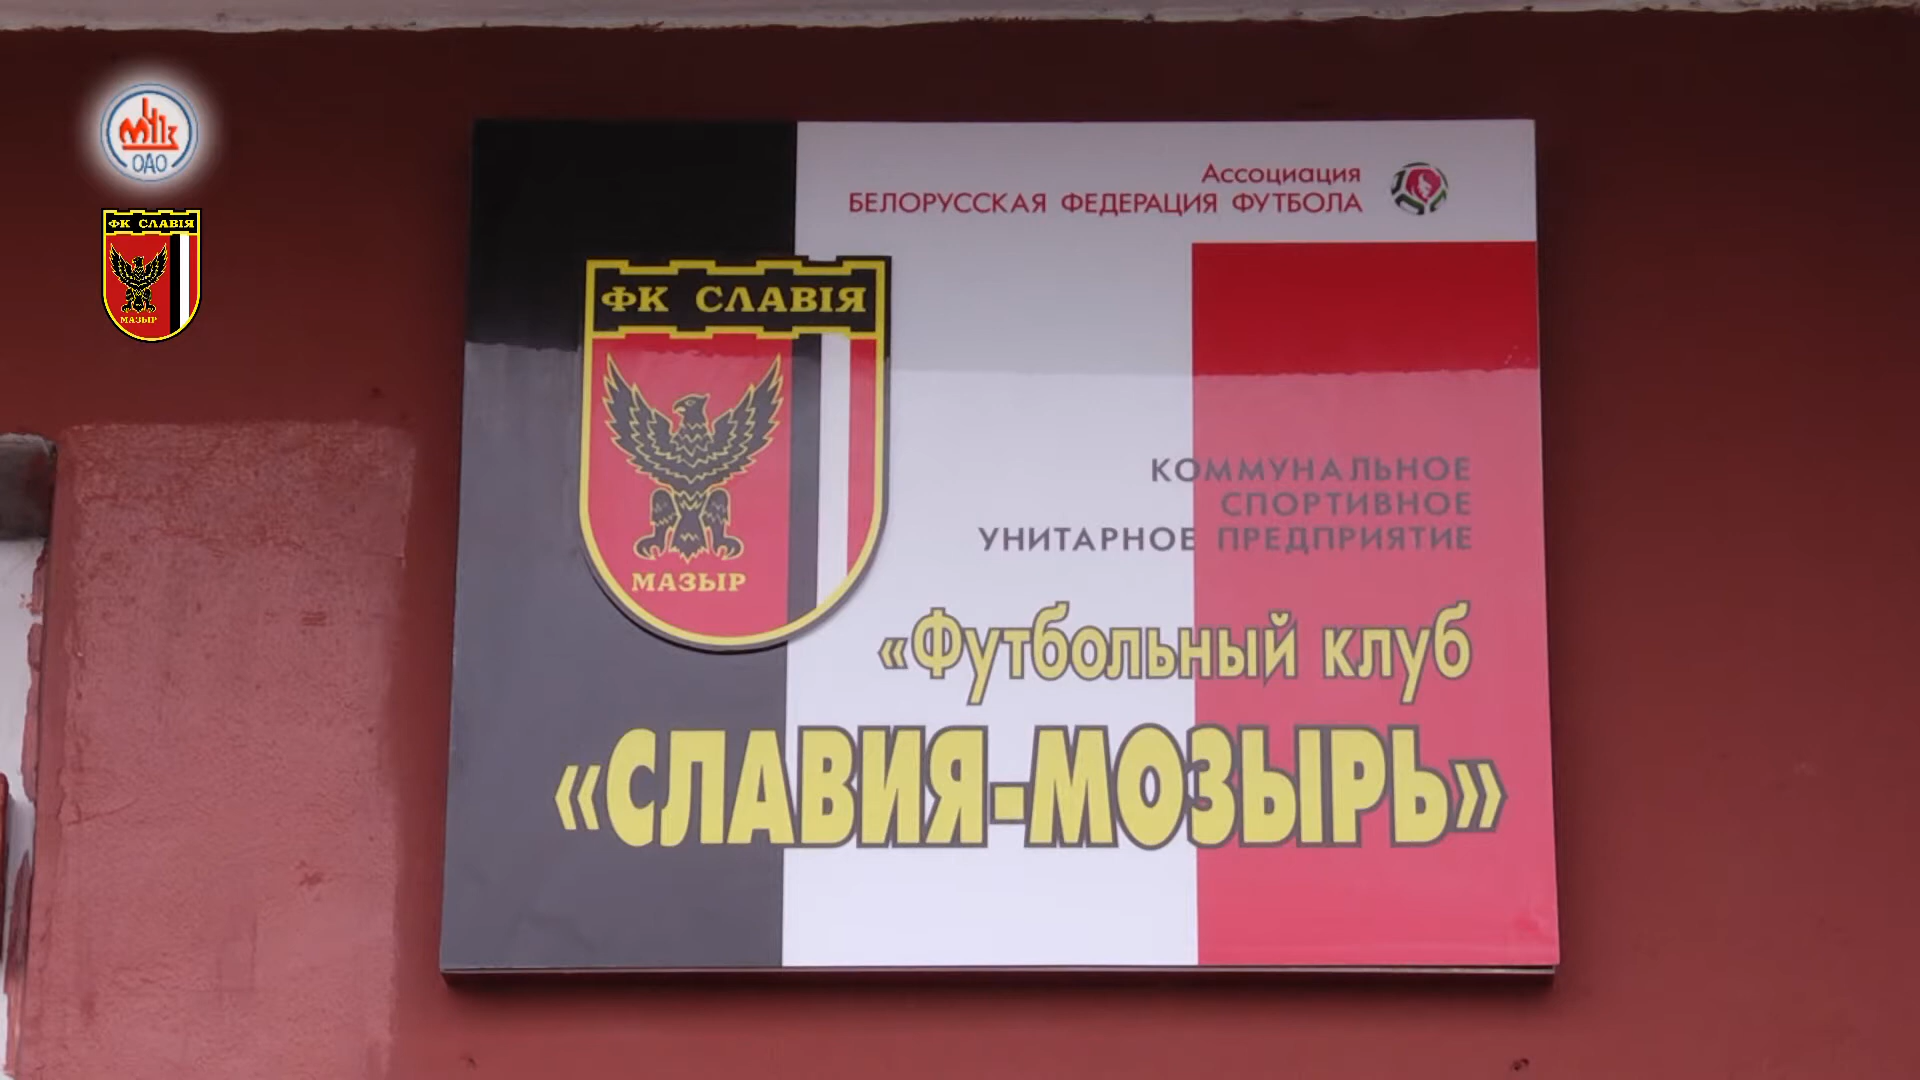 МНПЗ
ОАО
ФК СЛАВІЯ
МАЗЫР
Ассоциация
БЕЛОРУССКАЯ ФЕДЕРАЦИЯ ФУТБОЛА
ФК СЛАВІЯ
МАЗЫР
КОММУНАЛЬНОЕ
СПОРТИВНОЕ
УНИТАРНОЕ ПРЕДПРИЯТИЕ
«Футбольный клуб
«СЛАВИЯ-МОЗЫРЬ»